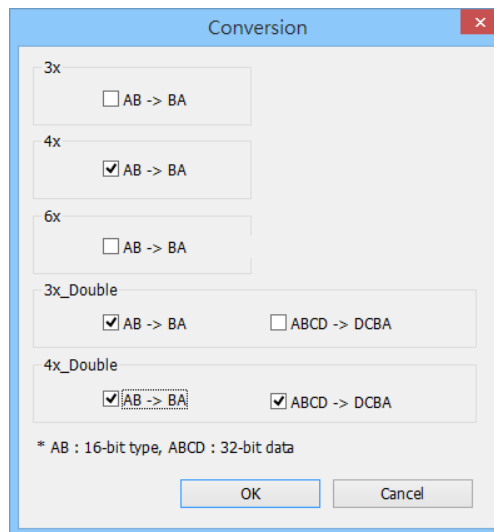 Conversion
3x
AB -> BA
4x
AB -> BA
6x
AB -> BA
3x_Double
AB -> BA ABCD -> DCBA
4x_Double
AB -> BA ABCD -> DCBA
* AB : 16-bit type, ABCD : 32-bit data
OK Cancel